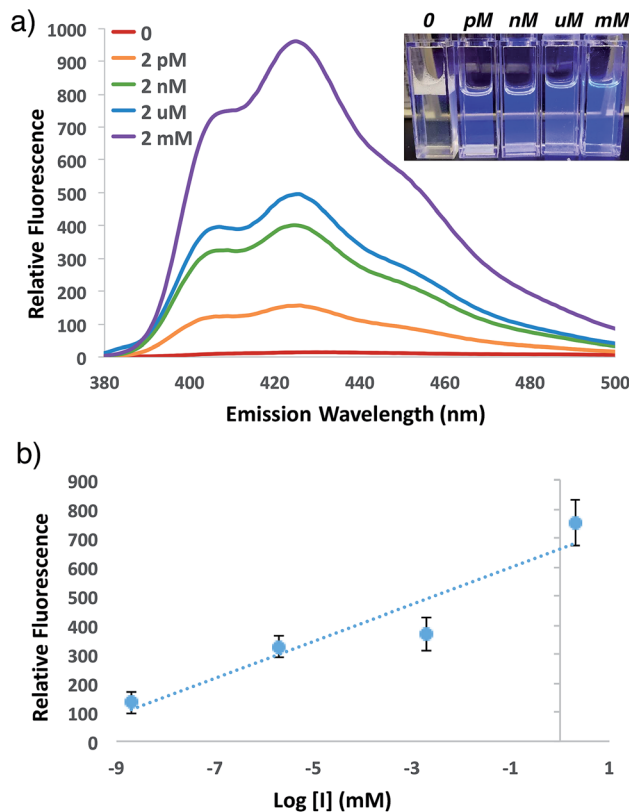 a)
0
2 pM
2 nM
2 uM
2 mM
0 pM nM uM mM
Relative Fluorescence
1000
900
800
700
600
500
400
300
200
100
0
380 400 420 440 460 480 500
Emission Wavelength (nm)
b)
Relative Fluorescence
900
800
700
600
500
400
300
200
100
0
-9 -7 -5 -3 -1 1
Log [I] (mM)